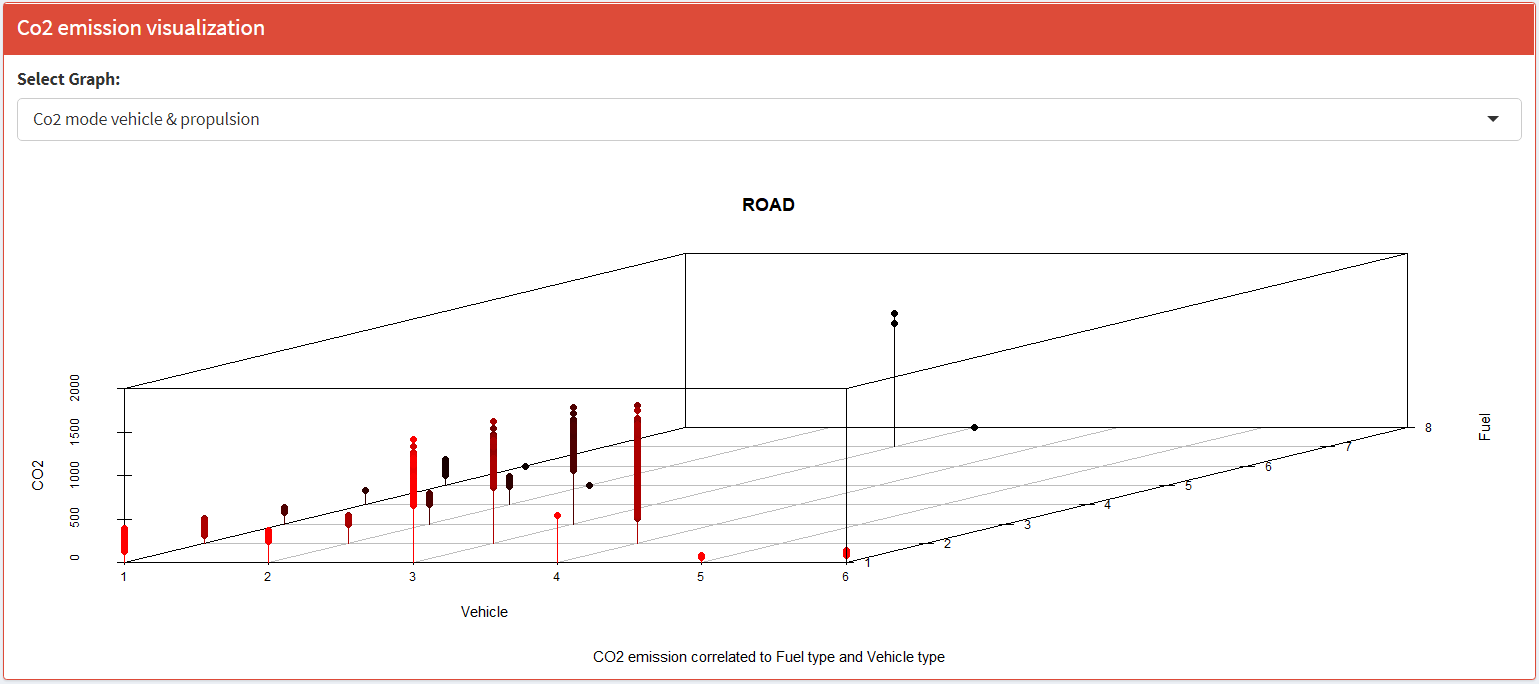 Co2 emission visualization
Select Graph:
Co2 mode vehicle & propulsion
ROAD
2000
1500
1000
500
0
CO2
8
7
6
5
4
3
2
1
Fuel
1 2 3 4 5 6
Vehicle
CO2 emission correlated to Fuel type and Vehicle type